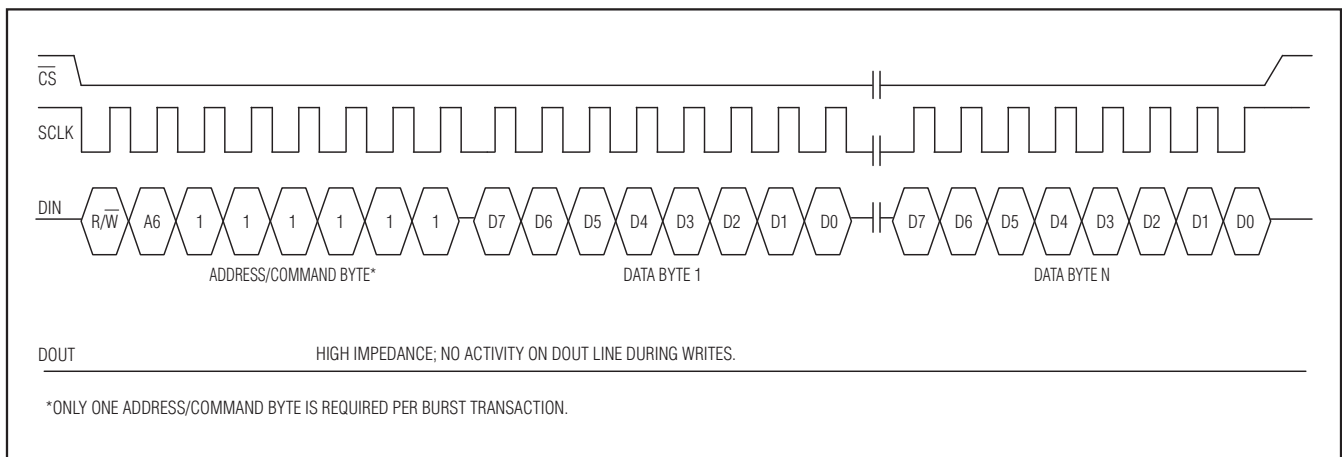 C̅S̅
SCLK
DIN R/W̅ A6 1 1 1 1 1 1 D7 D6 D5 D4 D3 D2 D1 D0 D7 D6 D5 D4 D3 D2 D1 D0
ADDRESS/COMMAND BYTE* DATA BYTE 1 DATA BYTE N
DOUT HIGH IMPEDANCE; NO ACTIVITY ON DOUT LINE DURING WRITES.
*ONLY ONE ADDRESS/COMMAND BYTE IS REQUIRED PER BURST TRANSACTION.